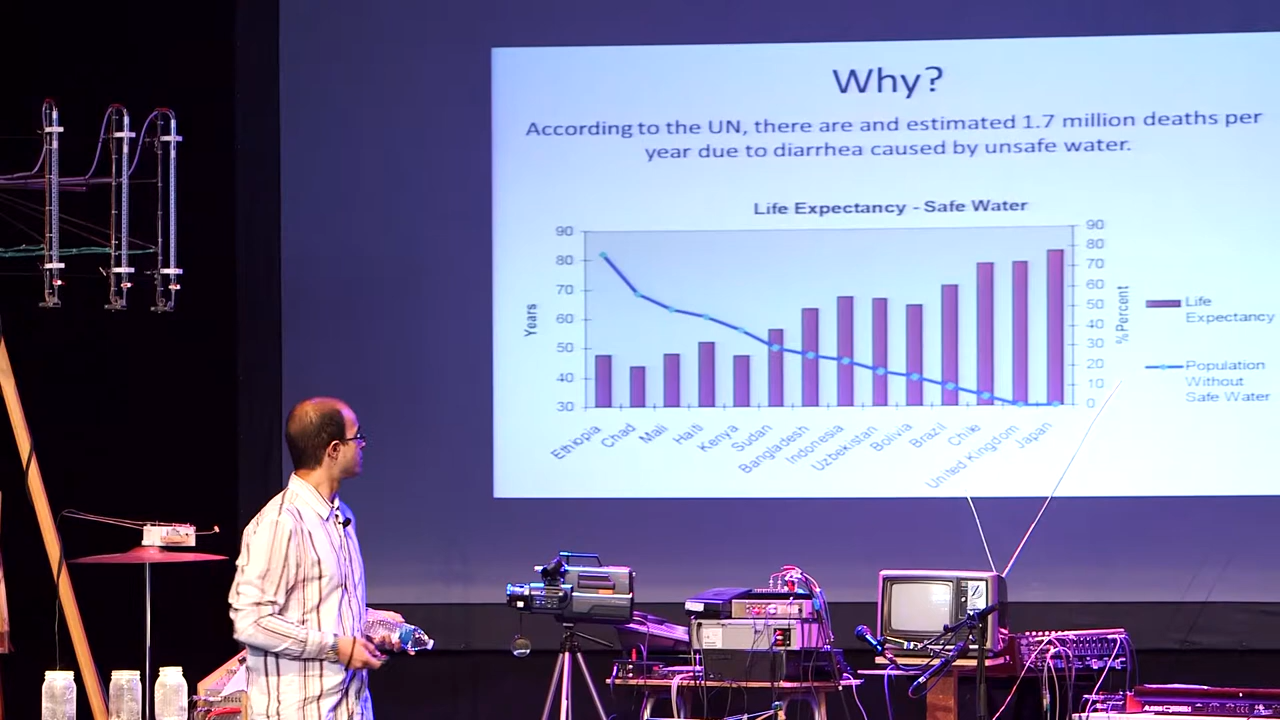 Why?
According to the UN, there are and estimated 1.7 million deaths per
year due to diarrhea caused by unsafe water.
Life Expectancy - Safe Water
90
80
70
60
50
40
30
Years
90
80
70
60
50
40
30
20
10
0
% Percent
Life
Expectancy
Population
Without
Safe Water
Ethiopia
Chad
Mali
Haiti
Kenya
Sudan
Bangladesh
Indonesia
Uzbekistan
Bolivia
Brazil
Chile
United Kingdom
Japan